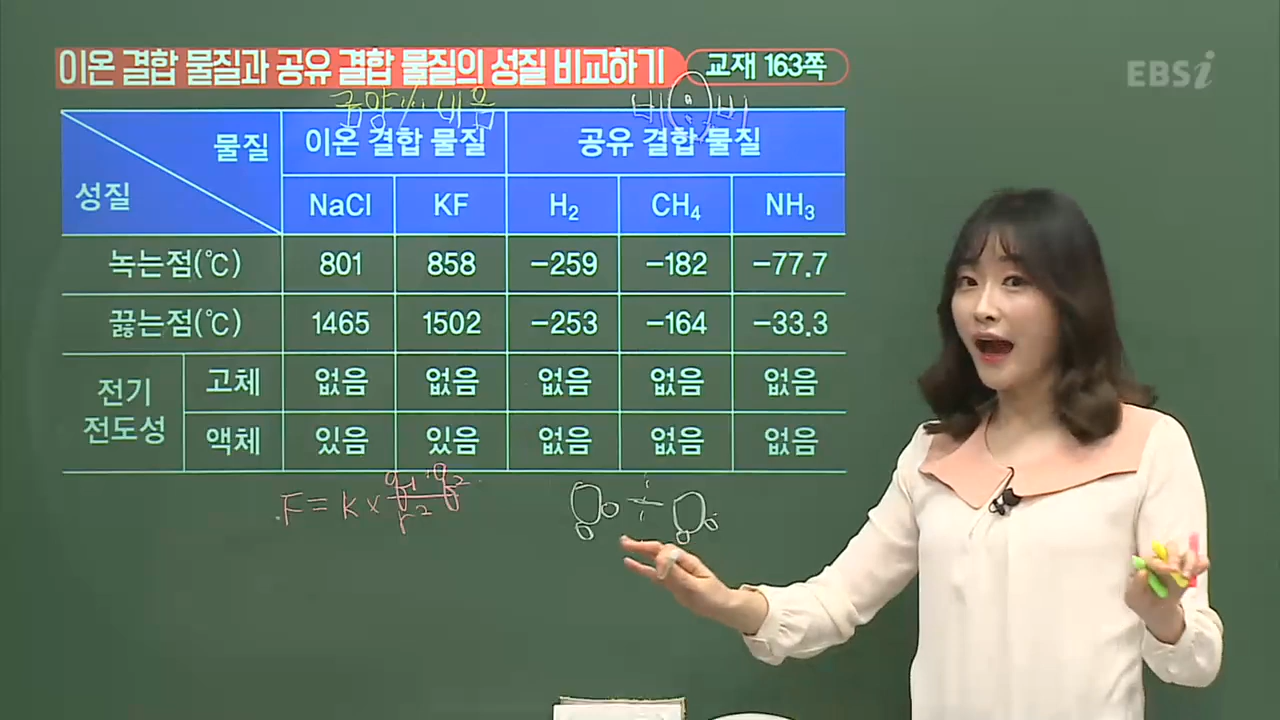 이온 결합 물질과 공유 결합 물질의 성질 비교하기 교재 163쪽
EBSi
물질 이온 결합 물질 공유 결합 물질
성질 NaCl KF H₂ CH₄ NH₃
녹는점(℃) 801 858 −259 −182 −77.7
끓는점(℃) 1465 1502 −253 −164 −33.3
전기 전도성 고체 없음 없음 없음 없음 없음
액체 있음 있음 없음 없음 없음
F = k × q₁·q₂ / r²